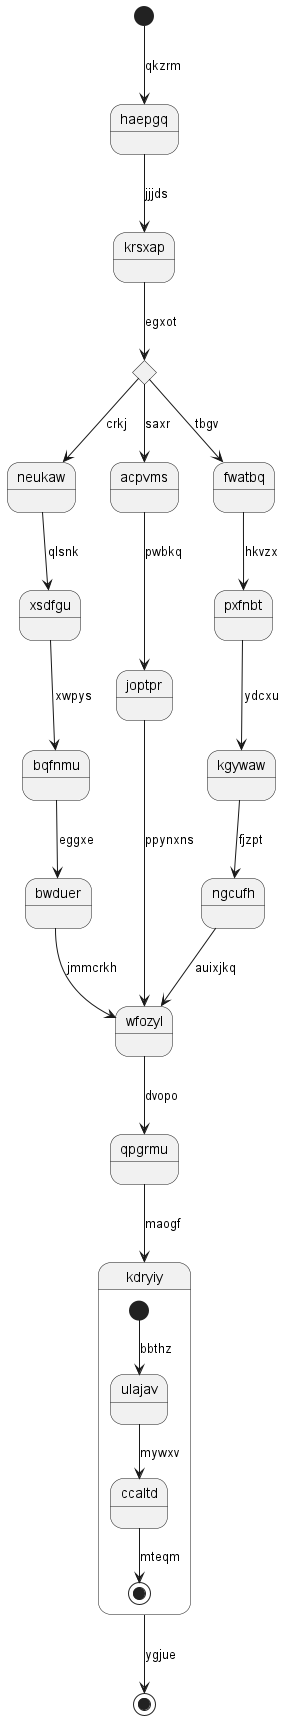 qkzrm
haepgq
jjjds
krsxap
egxot
crkj
saxr
tbgv
neukaw
acpvms
fwatbq
qlsnk
pwbkq
hkvzx
xsdfgu
pxfnbt
joptpr
xwpys
ydcxu
bqfnmu
kgywaw
eggxe
ppynxns
fjzpt
bwduer
ngcufh
jmmcrkh
auixjkq
wfozyl
dvopo
qpgrmu
maogf
kdryiy
bbthz
ulajav
mywxv
ccaltd
mteqm
ygjue